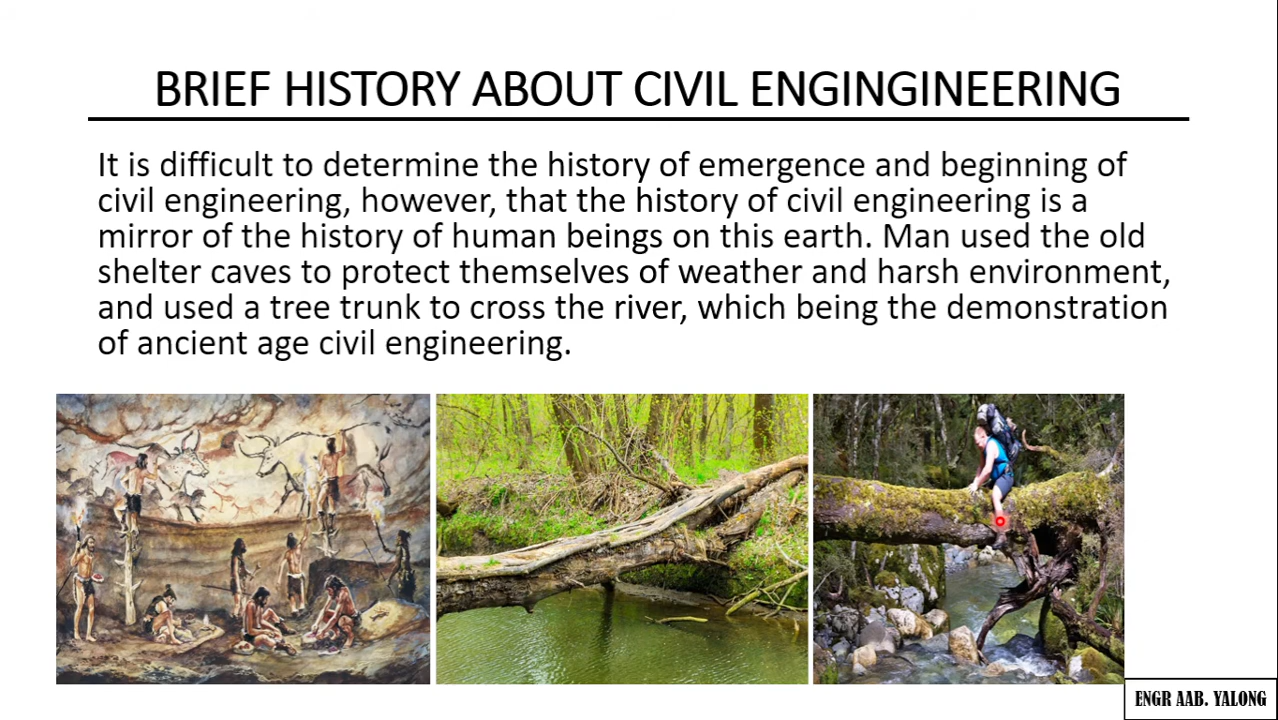 BRIEF HISTORY ABOUT CIVIL ENGINGINEERING
It is difficult to determine the history of emergence and beginning of
civil engineering, however, that the history of civil engineering is a
mirror of the history of human beings on this earth. Man used the old
shelter caves to protect themselves of weather and harsh environment,
and used a tree trunk to cross the river, which being the demonstration
of ancient age civil engineering.
ENGR AAB. YALONG